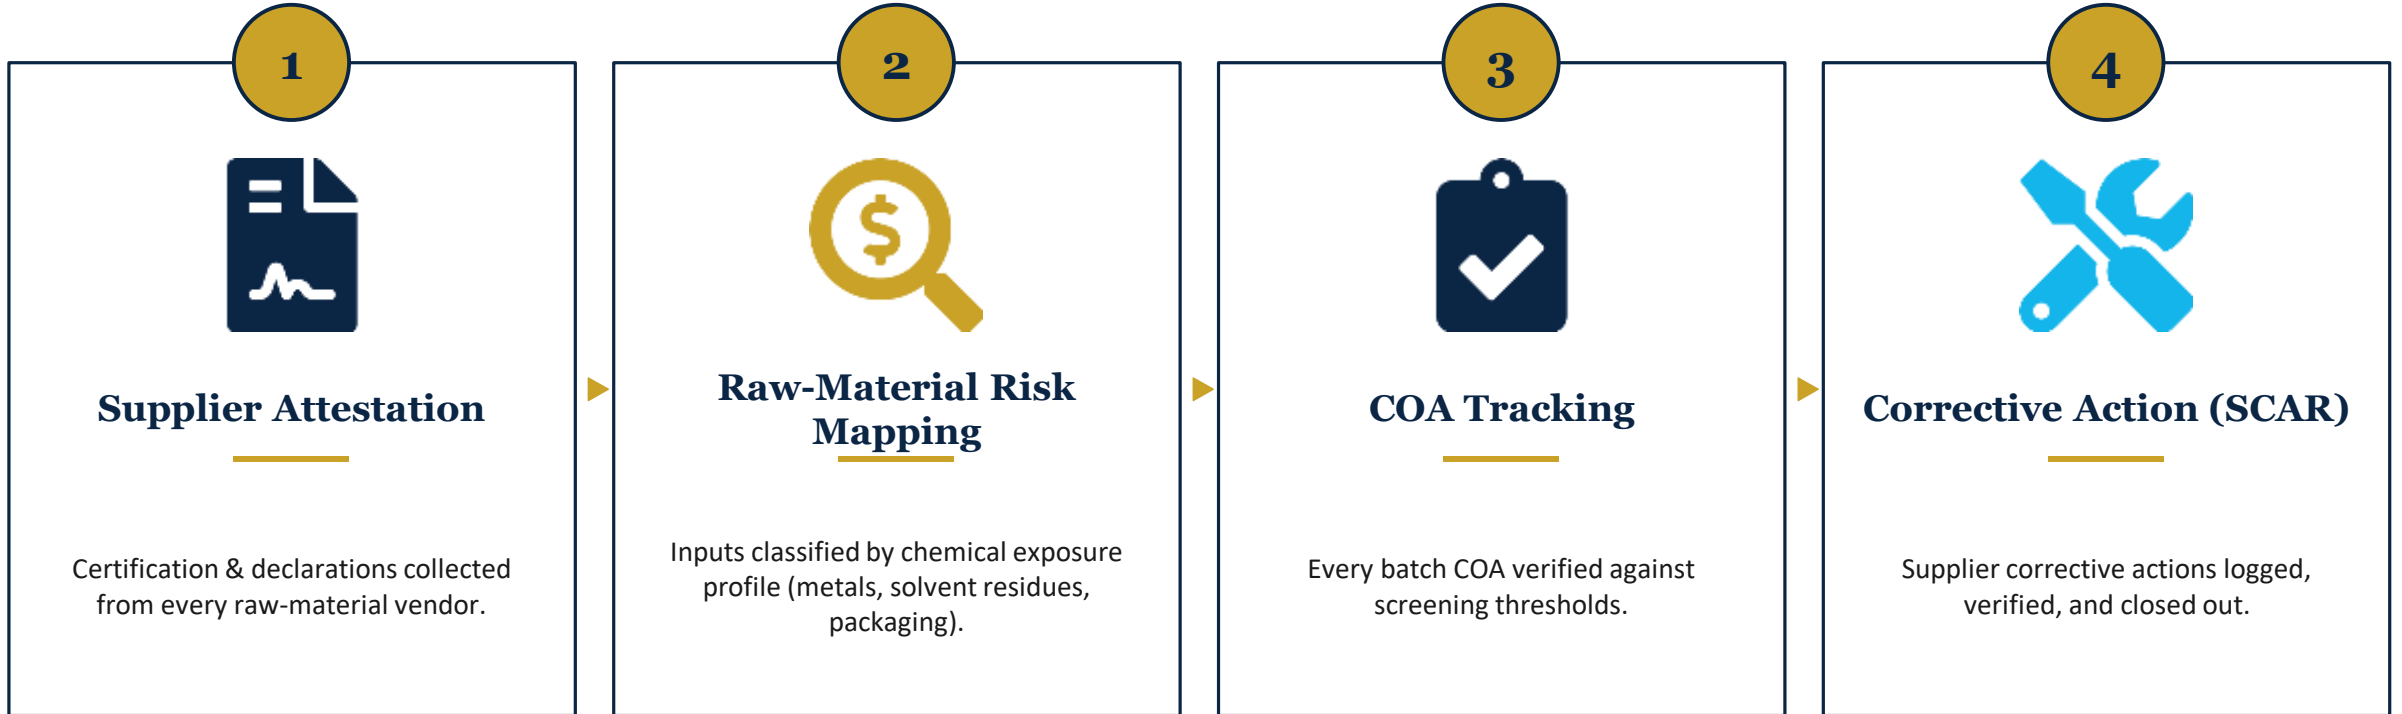 1
Supplier Attestation
Certification & declarations collected
from every raw-material vendor.
2
$
Raw-Material Risk
Mapping
Inputs classified by chemical exposure
profile (metals, solvent residues,
packaging).
3
COA Tracking
Every batch COA verified against
screening thresholds.
4
Corrective Action (SCAR)
Supplier corrective actions logged,
verified, and closed out.